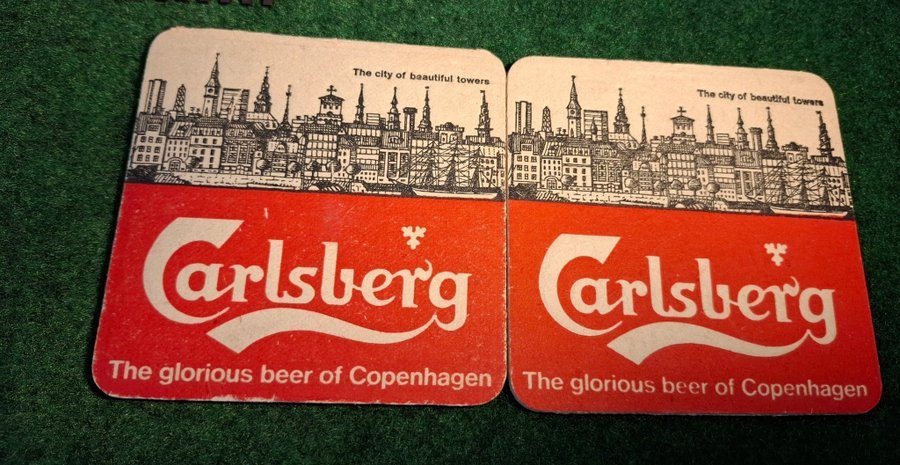 The city of beautiful towers
Carlsberg
The glorious beer of Copenhagen
The city of beautiful towers
Carlsberg
The glorious beer of Copenhagen